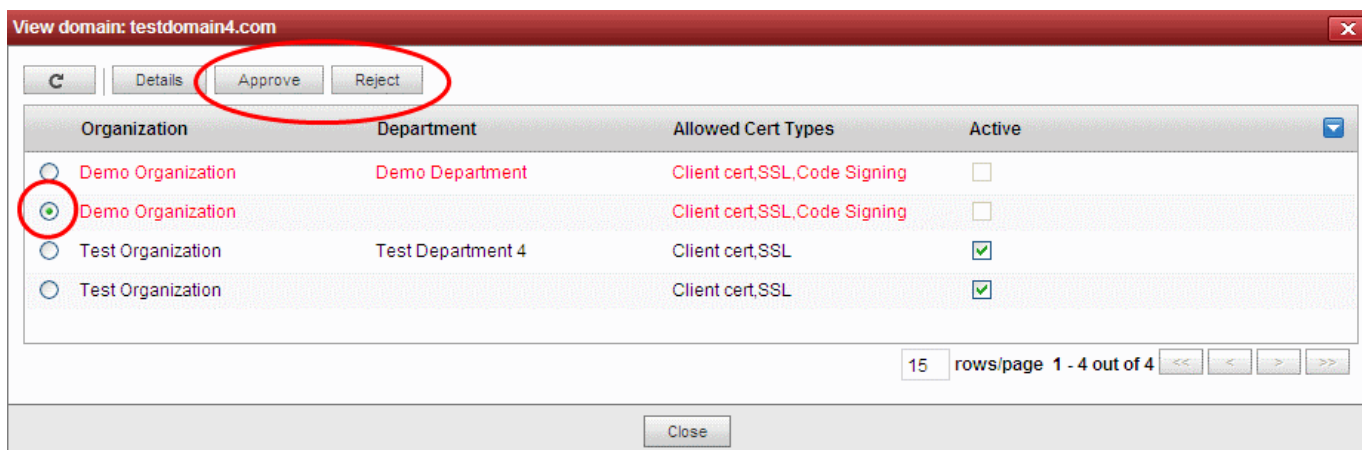 View domain: testdomain4.com
Details Approve Reject
Organization Department Allowed Cert Types Active
Demo Organization Demo Department Client cert,SSL,Code Signing
Demo Organization Client cert,SSL,Code Signing
Test Organization Test Department 4 Client cert,SSL
Test Organization Client cert,SSL
15 rows/page 1 - 4 out of 4 << < > >>
Close